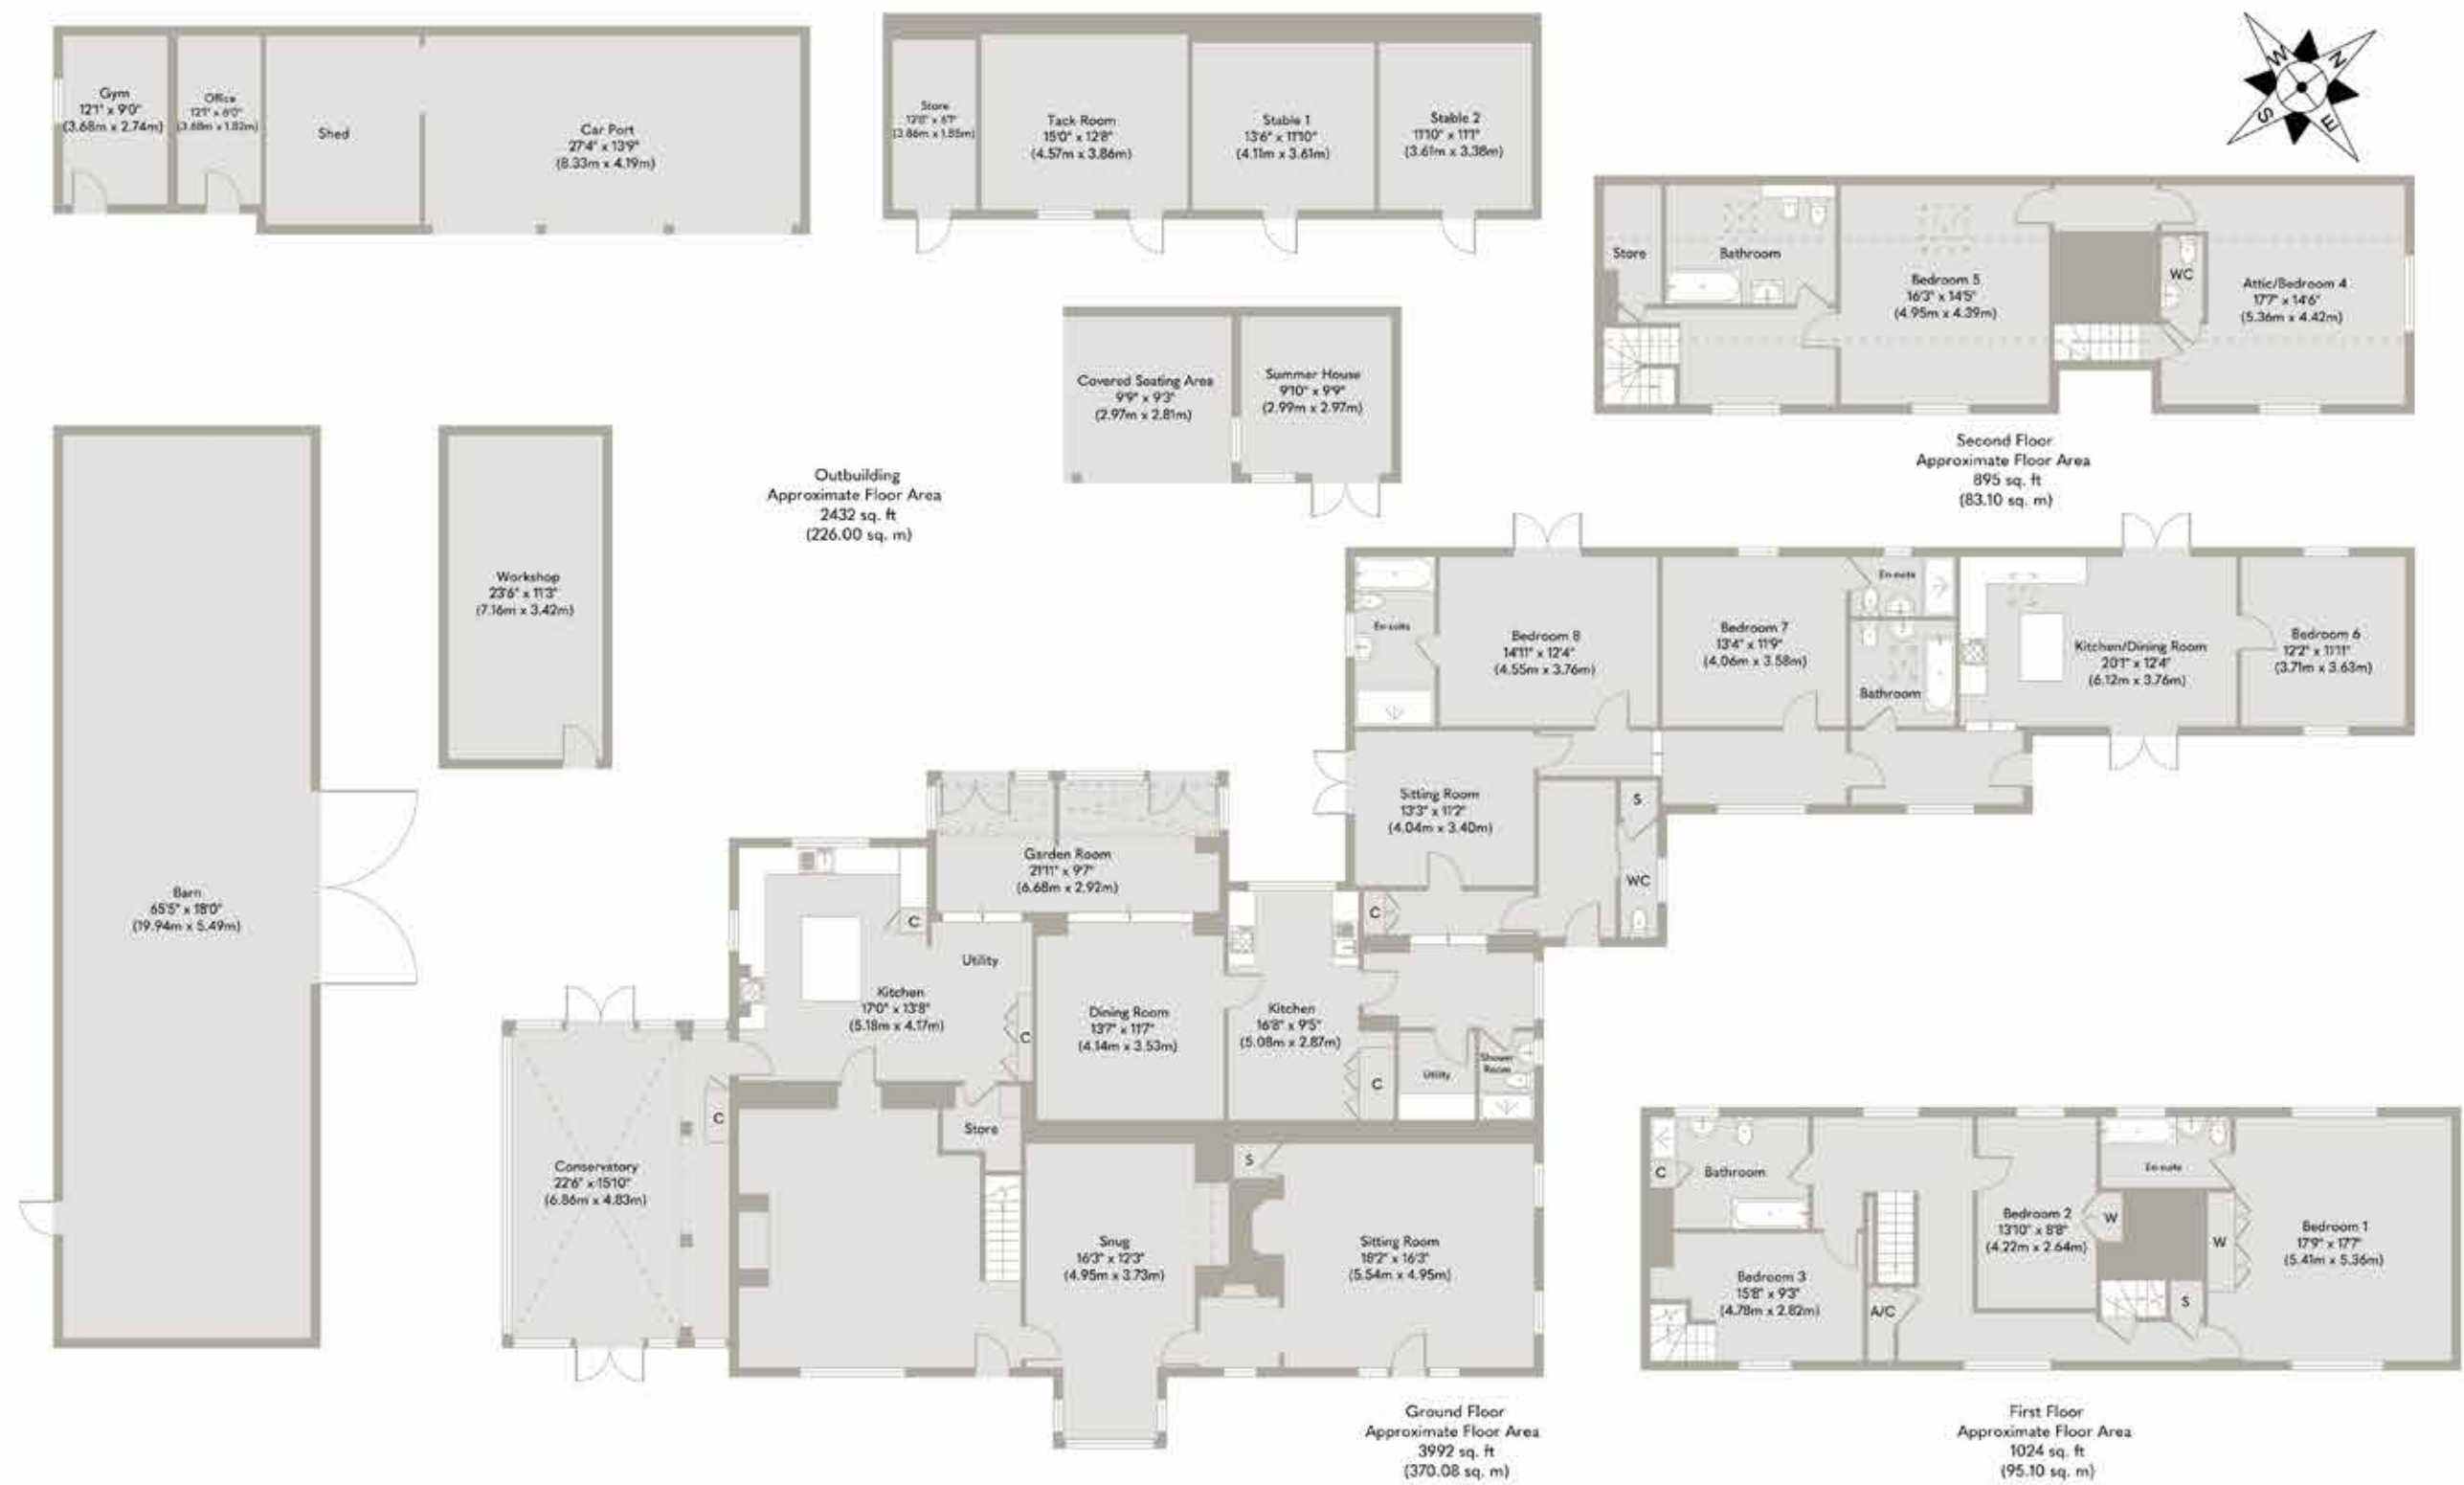 Gym
12'1" x 9'0"
(3.68m x 2.74m)
Office
12'1" x 6'0"
(3.68m x 1.82m)
Shed
Car Port
27'4" x 13'9"
(8.33m x 4.19m)
Store
12'8" x 6'1"
(3.86m x 1.85m)
Tack Room
15'0" x 12'8"
(4.57m x 3.86m)
Stable 1
13'6" x 11'10"
(4.11m x 3.61m)
Stable 2
11'10" x 11'1"
(3.61m x 3.38m)
W
N
S
E
Store
Bathroom
Bedroom 5
16'3" x 14'5"
(4.95m x 4.39m)
WC
Attic/Bedroom 4
17'7" x 14'6"
(5.36m x 4.42m)
Second Floor
Approximate Floor Area
895 sq. ft
(83.10 sq. m)
Covered Seating Area
9'9" x 9'3"
(2.97m x 2.81m)
Summer House
9'10" x 9'9"
(2.99m x 2.97m)
Outbuilding
Approximate Floor Area
2432 sq. ft
(226.00 sq. m)
Workshop
23'6" x 11'3"
(7.16m x 3.42m)
Barn
65'5" x 18'0"
(19.94m x 5.49m)
En-suite
Bedroom 8
14'11" x 12'4"
(4.55m x 3.76m)
Bedroom 7
13'4" x 11'9"
(4.06m x 3.58m)
En-suite
Bathroom
Kitchen/Dining Room
20'1" x 12'4"
(6.12m x 3.76m)
Bedroom 6
12'2" x 11'11"
(3.71m x 3.63m)
Sitting Room
13'3" x 11'2"
(4.04m x 3.40m)
S
WC
C
Garden Room
21'11" x 9'7"
(6.68m x 2.92m)
C
Utility
Kitchen
17'0" x 13'8"
(5.18m x 4.17m)
C
Dining Room
13'7" x 11'7"
(4.14m x 3.53m)
Kitchen
16'8" x 9'5"
(5.08m x 2.87m)
C
Utility
Shower
Room
C
Store
Conservatory
22'6" x 15'10"
(6.86m x 4.83m)
S
Snug
16'3" x 12'3"
(4.95m x 3.73m)
Sitting Room
18'2" x 16'3"
(5.54m x 4.95m)
Ground Floor
Approximate Floor Area
3992 sq. ft
(370.08 sq. m)
C
Bathroom
En-suite
Bedroom 2
13'10" x 8'8"
(4.22m x 2.64m)
W
W
Bedroom 1
17'9" x 17'7"
(5.41m x 5.36m)
Bedroom 3
15'8" x 9'3"
(4.78m x 2.82m)
A/C
S
First Floor
Approximate Floor Area
1024 sq. ft
(95.10 sq. m)